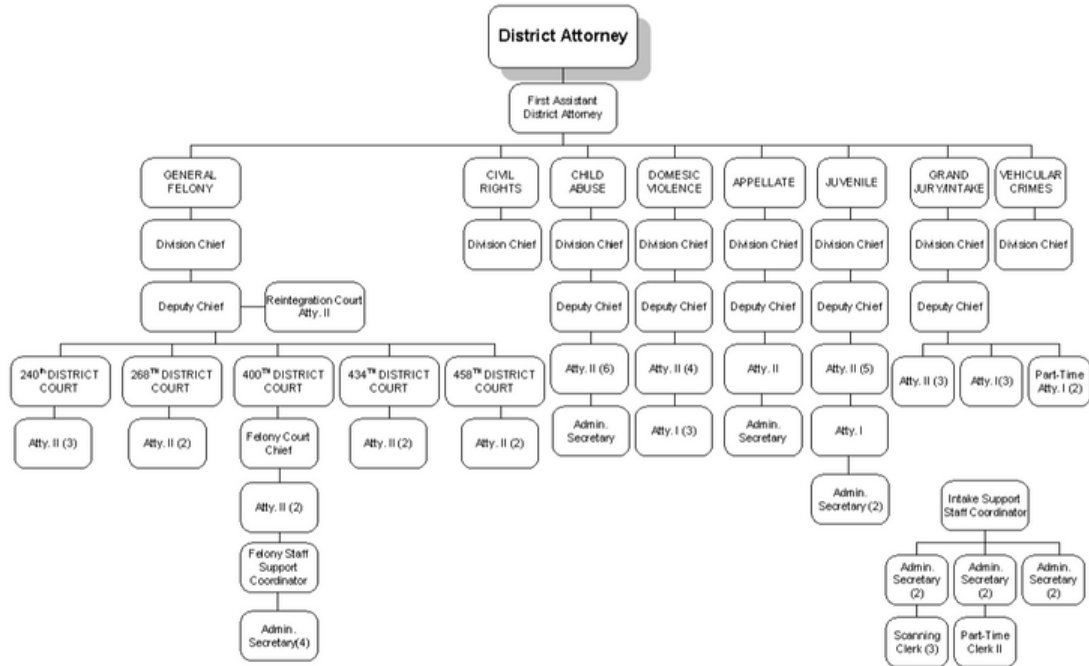 District Attorney
First Assistant
District Attorney
GENERAL
FELONY
CIVIL
RIGHTS
CHILD
ABUSE
DOMESIC
VIOLENCE
APPELLATE
JUVENILE
GRAND
JURY/INTAKE
VEHICULAR
CRIMES
Division Chief
Division Chief
Division Chief
Division Chief
Division Chief
Division Chief
Division Chief
Division Chief
Deputy Chief
Reintegration Court
Atty. II
Deputy Chief
Deputy Chief
Deputy Chief
Deputy Chief
Deputy Chief
240th DISTRICT
COURT
268TH DISTRICT
COURT
400TH DISTRICT
COURT
434TH DISTRICT
COURT
458TH DISTRICT
COURT
Atty. II (6)
Atty. II (4)
Atty. II
Atty. II (5)
Atty. II (3)
Atty. I(3)
Part-Time
Atty. I (2)
Atty. II (3)
Atty. II (2)
Felony Court
Chief
Atty. II (2)
Atty. II (2)
Admin.
Secretary
Atty. I (3)
Admin.
Secretary
Atty. I
Atty. II (2)
Admin.
Secretary (2)
Intake Support
Staff Coordinator
Felony Staff
Support
Coordinator
Admin.
Secretary
(2)
Admin.
Secretary (2)
Admin.
Secretary (2)
Admin.
Secretary(4)
Scanning
Clerk (3)
Part-Time
Clerk II